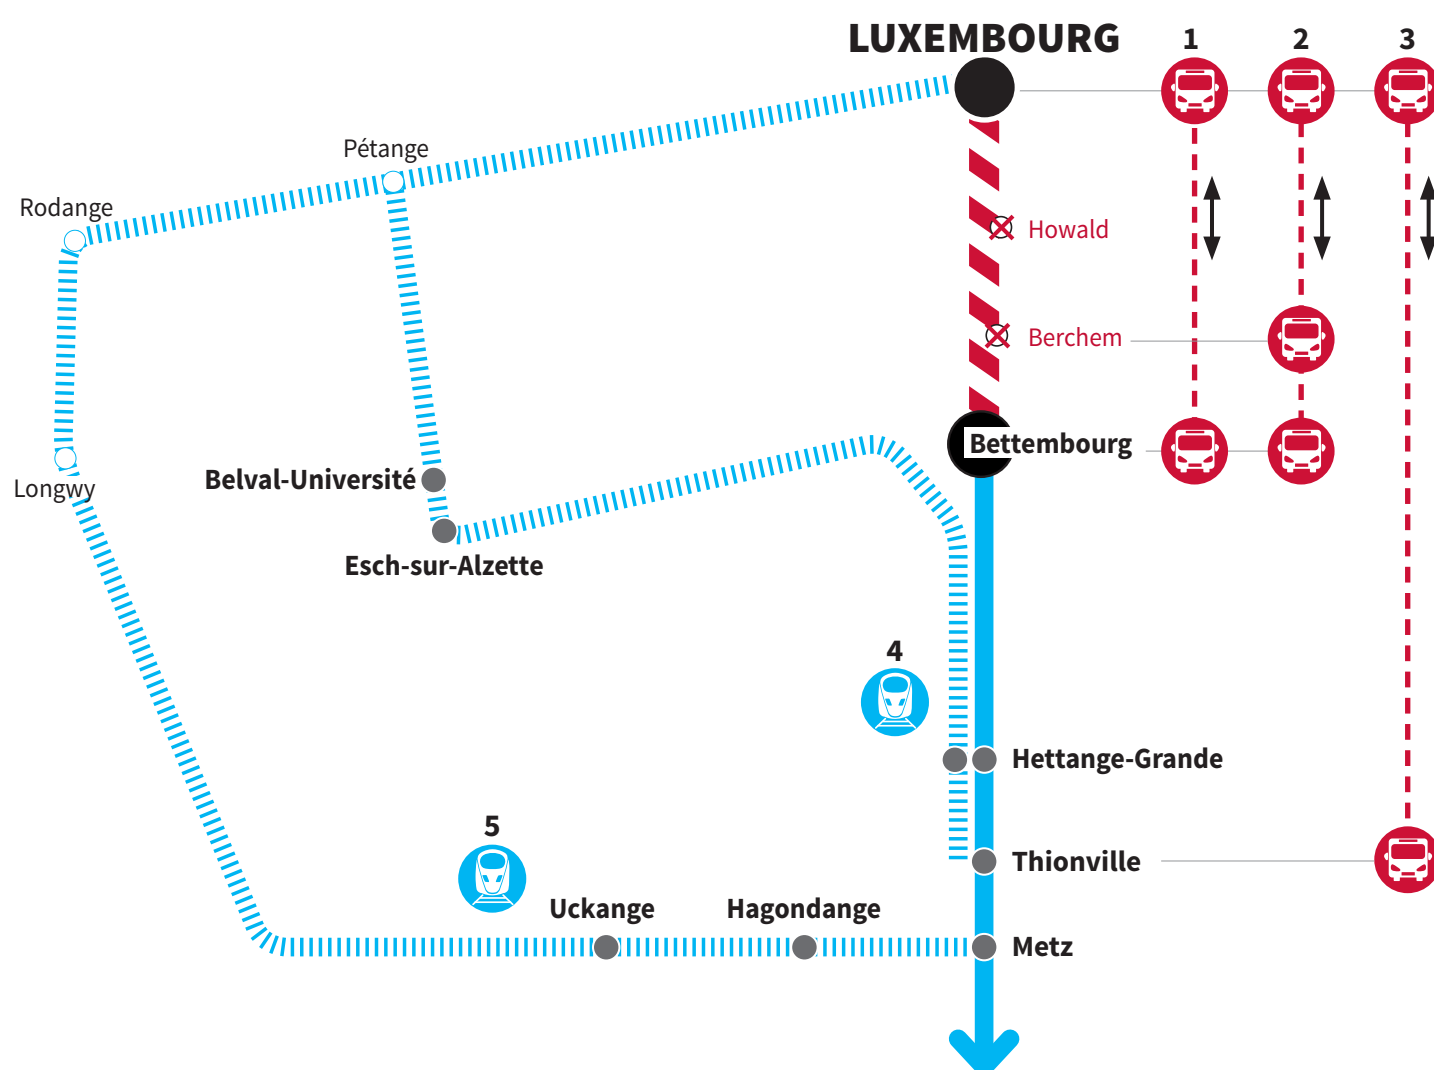 LUXEMBOURG
1
2
3
Pétange
Rodange
Howald
Berchem
Bettembourg
Belval-Université
Longwy
Esch-sur-Alzette
4
Hettange-Grande
5
Thionville
Uckange
Hagondange
Metz